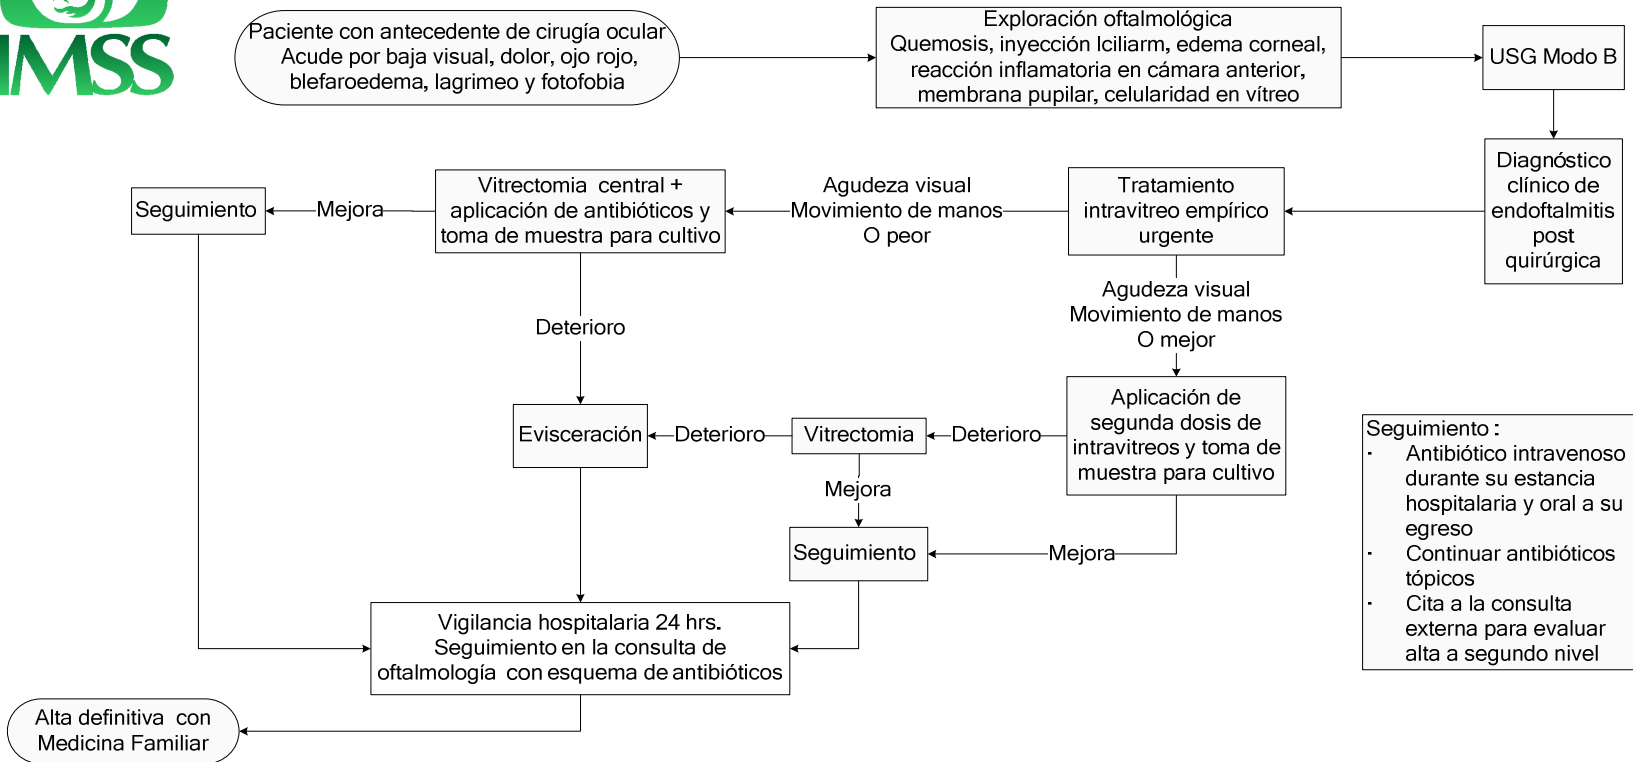 IMSS
Paciente con antecedente de cirugía ocular
Acude por baja visual, dolor, ojo rojo,
blefaroedema, lagrimeo y fotofobia
Exploración oftalmológica
Quemosis, inyección lciliarm, edema corneal,
reacción inflamatoria en cámara anterior,
membrana pupilar, celularidad en vítreo
USG Modo B
Diagnóstico
clínico de
endoftalmitis
post
quirúrgica
Tratamiento
intravitreo empírico
urgente
Agudeza visual
Movimiento de manos
O peor
Vitrectomia central +
aplicación de antibióticos y
toma de muestra para cultivo
Mejora
Seguimiento
Agudeza visual
Movimiento de manos
O mejor
Deterioro
Aplicación de
segunda dosis de
intravitreos y toma de
muestra para cultivo
Deterioro
Vitrectomia
Deterioro
Evisceración
Mejora
Seguimiento
Mejora
Seguimiento :
· Antibiótico intravenoso
durante su estancia
hospitalaria y oral a su
egreso
· Continuar antibióticos
tópicos
· Cita a la consulta
externa para evaluar
alta a segundo nivel
Vigilancia hospitalaria 24 hrs.
Seguimiento en la consulta de
oftalmología con esquema de antibióticos
Alta definitiva con
Medicina Familiar